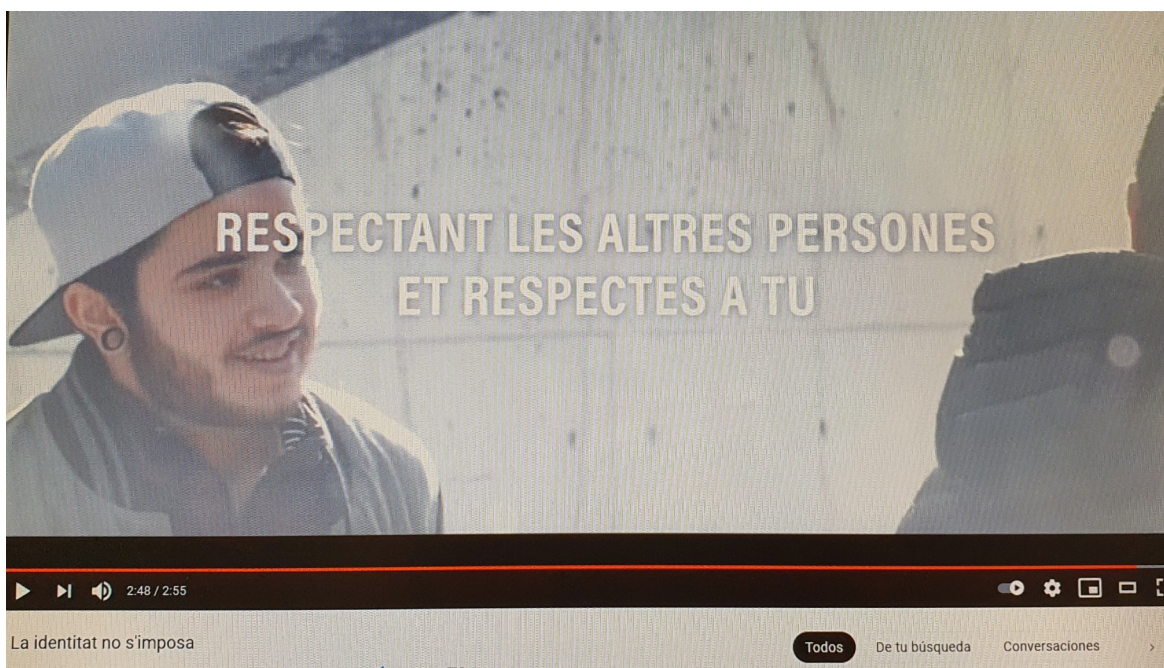 RESPECTANT LES ALTRES PERSONES
ET RESPECTES A TU
2:48 / 2:55
La identitat no s'imposa
Todos
De tu búsqueda
Conversaciones